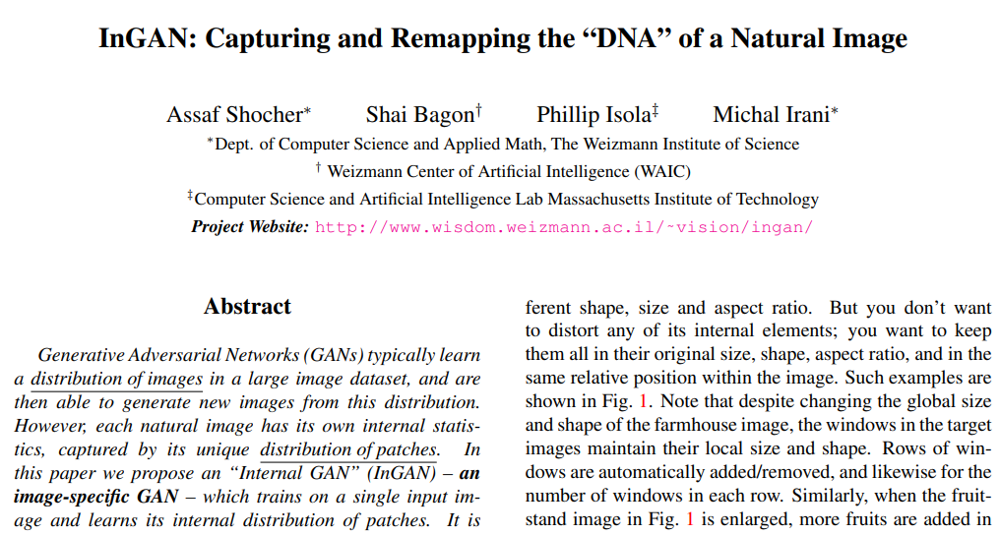 InGAN: Capturing and Remapping the “DNA” of a Natural Image
Assaf Shocher* Shai Bagon† Phillip Isola‡ Michal Irani*
*Dept. of Computer Science and Applied Math, The Weizmann Institute of Science
† Weizmann Center of Artificial Intelligence (WAIC)
‡Computer Science and Artificial Intelligence Lab Massachusetts Institute of Technology
Project Website: http://www.wisdom.weizmann.ac.il/~vision/ingan/
Abstract
Generative Adversarial Networks (GANs) typically learn
a distribution of images in a large image dataset, and are
then able to generate new images from this distribution.
However, each natural image has its own internal statis-
tics, captured by its unique distribution of patches. In
this paper we propose an “Internal GAN” (InGAN) – an
image-specific GAN – which trains on a single input im-
age and learns its internal distribution of patches. It is
ferent shape, size and aspect ratio. But you don’t want
to distort any of its internal elements; you want to keep
them all in their original size, shape, aspect ratio, and in the
same relative position within the image. Such examples are
shown in Fig. 1. Note that despite changing the global size
and shape of the farmhouse image, the windows in the target
images maintain their local size and shape. Rows of win-
dows are automatically added/removed, and likewise for the
number of windows in each row. Similarly, when the fruit-
stand image in Fig. 1 is enlarged, more fruits are added in